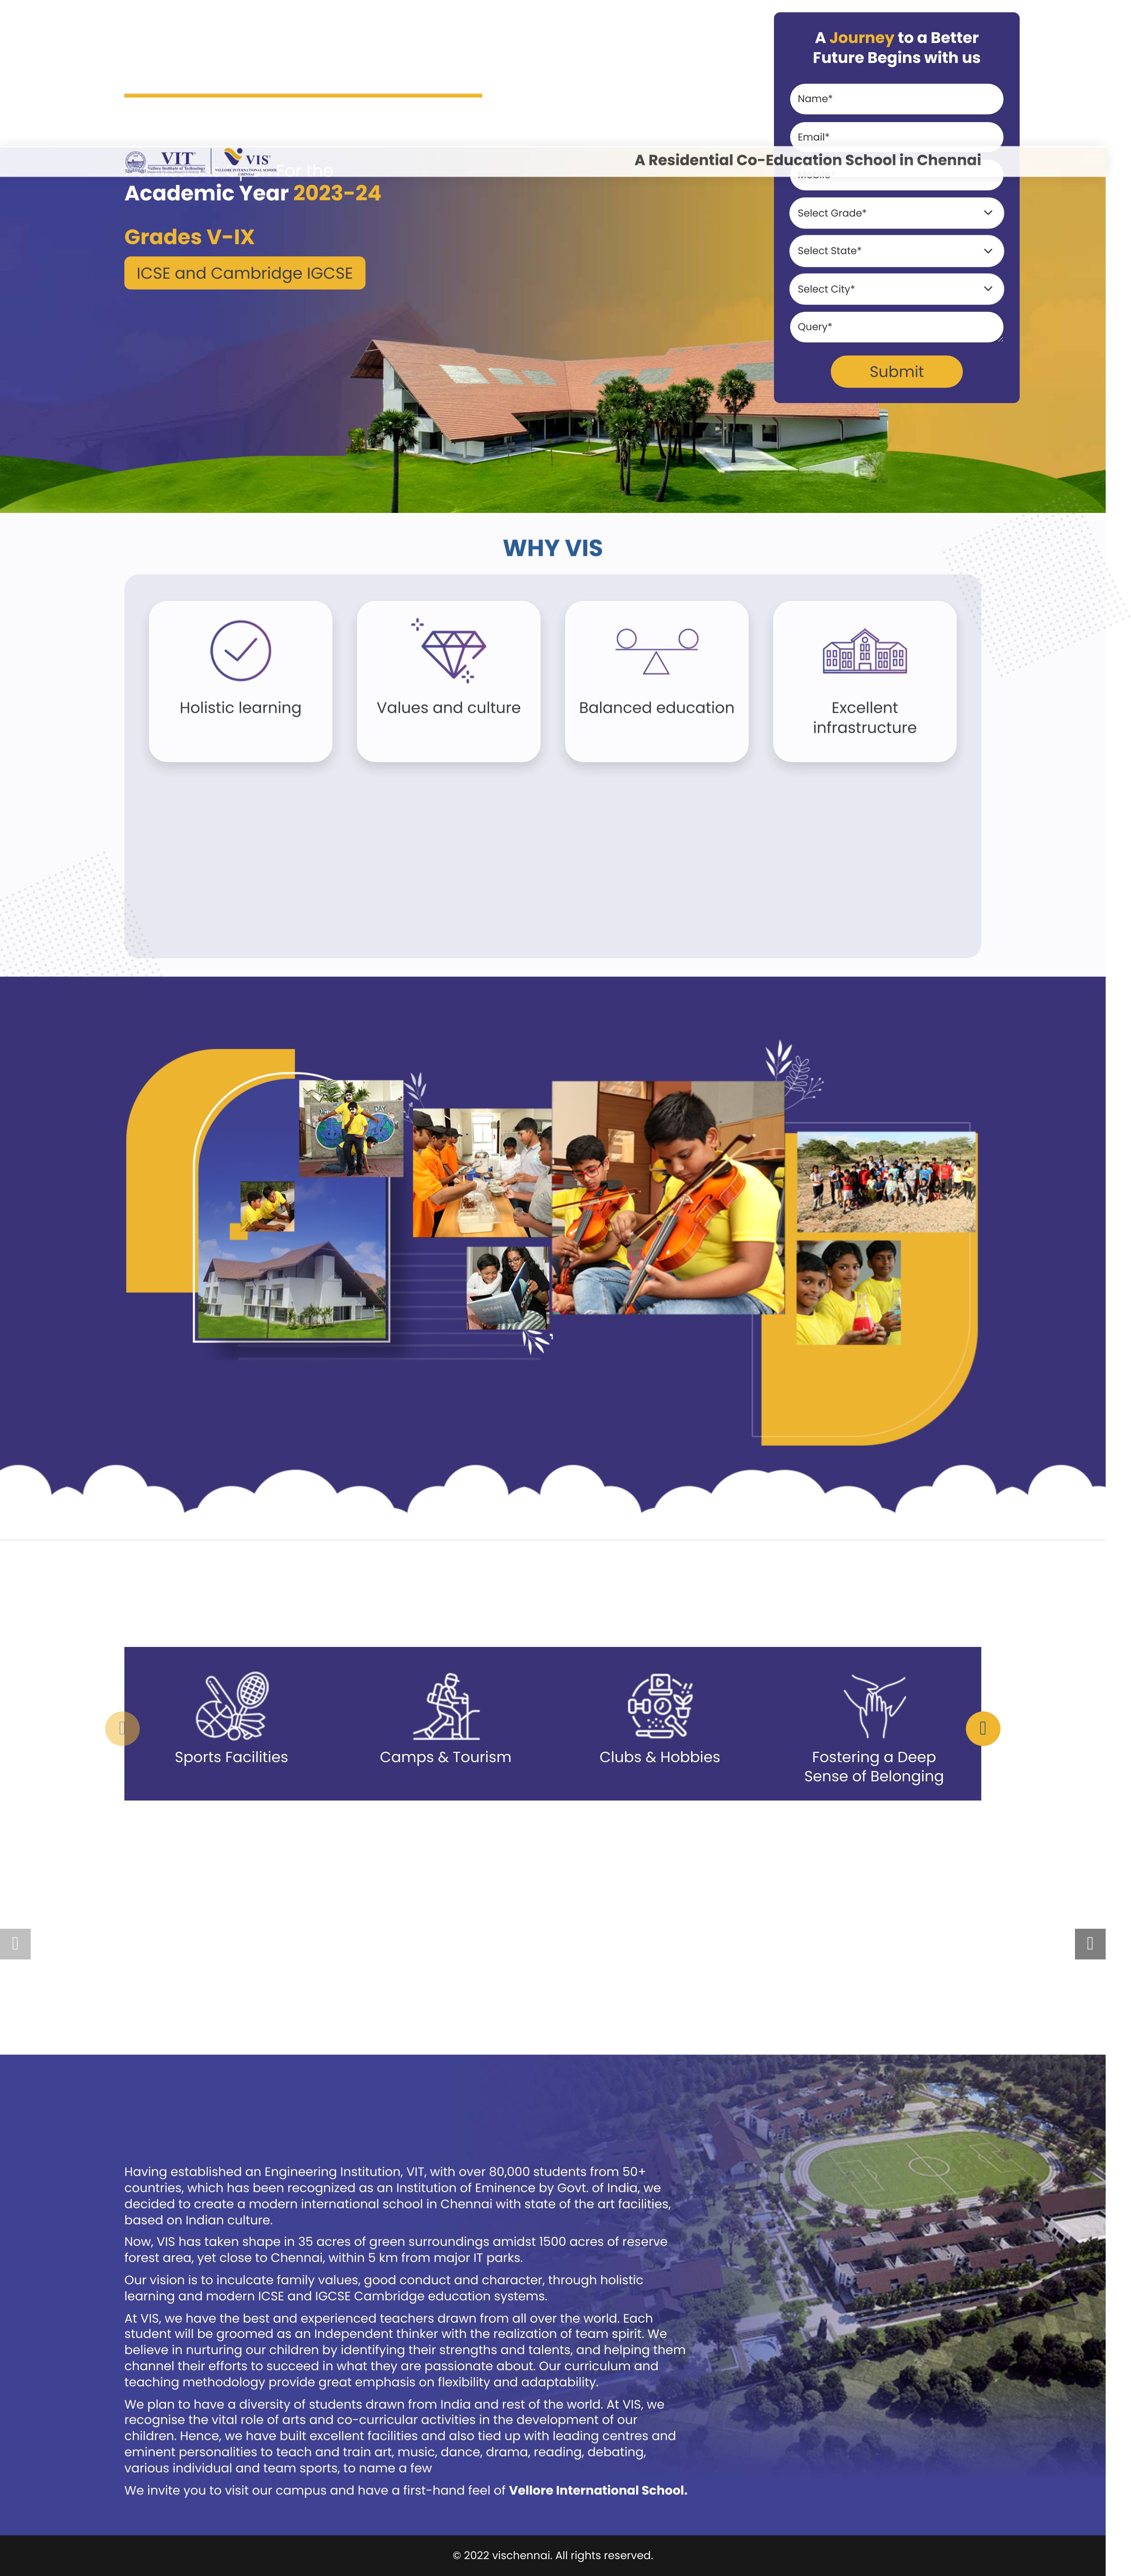 A Journey to a Better
Future Begins with us
Name*
Email*
VIT
Vellore Institute of Technology
VIS
VELLORE INTERNATIONAL SCHOOL
CHENNAI
A Residential Co-Education School in Chennai
For the
Academic Year 2023-24
Grades V-IX
ICSE and Cambridge IGCSE
Select Grade*
Select State*
Select City*
Query*
Submit
WHY VIS
Holistic learning
Values and culture
Balanced education
Excellent
infrastructure
Sports Facilities
Camps & Tourism
Clubs & Hobbies
Fostering a Deep
Sense of Belonging
Having established an Engineering Institution, VIT, with over 80,000 students from 50+
countries, which has been recognized as an Institution of Eminence by Govt. of India, we
decided to create a modern international school in Chennai with state of the art facilities,
based on Indian culture.
Now, VIS has taken shape in 35 acres of green surroundings amidst 1500 acres of reserve
forest area, yet close to Chennai, within 5 km from major IT parks.
Our vision is to inculcate family values, good conduct and character, through holistic
learning and modern ICSE and IGCSE Cambridge education systems.
At VIS, we have the best and experienced teachers drawn from all over the world. Each
student will be groomed as an Independent thinker with the realization of team spirit. We
believe in nurturing our children by identifying their strengths and talents, and helping them
channel their efforts to succeed in what they are passionate about. Our curriculum and
teaching methodology provide great emphasis on flexibility and adaptability.
We plan to have a diversity of students drawn from India and rest of the world. At VIS, we
recognise the vital role of arts and co-curricular activities in the development of our
children. Hence, we have built excellent facilities and also tied up with leading centres and
eminent personalities to teach and train art, music, dance, drama, reading, debating,
various individual and team sports, to name a few
We invite you to visit our campus and have a first-hand feel of Vellore International School.
© 2022 vischennai. All rights reserved.